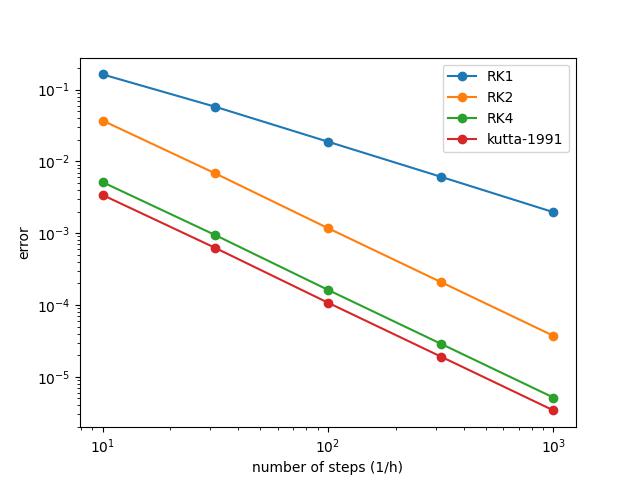 RK1
RK2
RK4
kutta-1991
error
10⁻¹
10⁻²
10⁻³
10⁻⁴
10⁻⁵
10¹
10²
10³
number of steps (1/h)